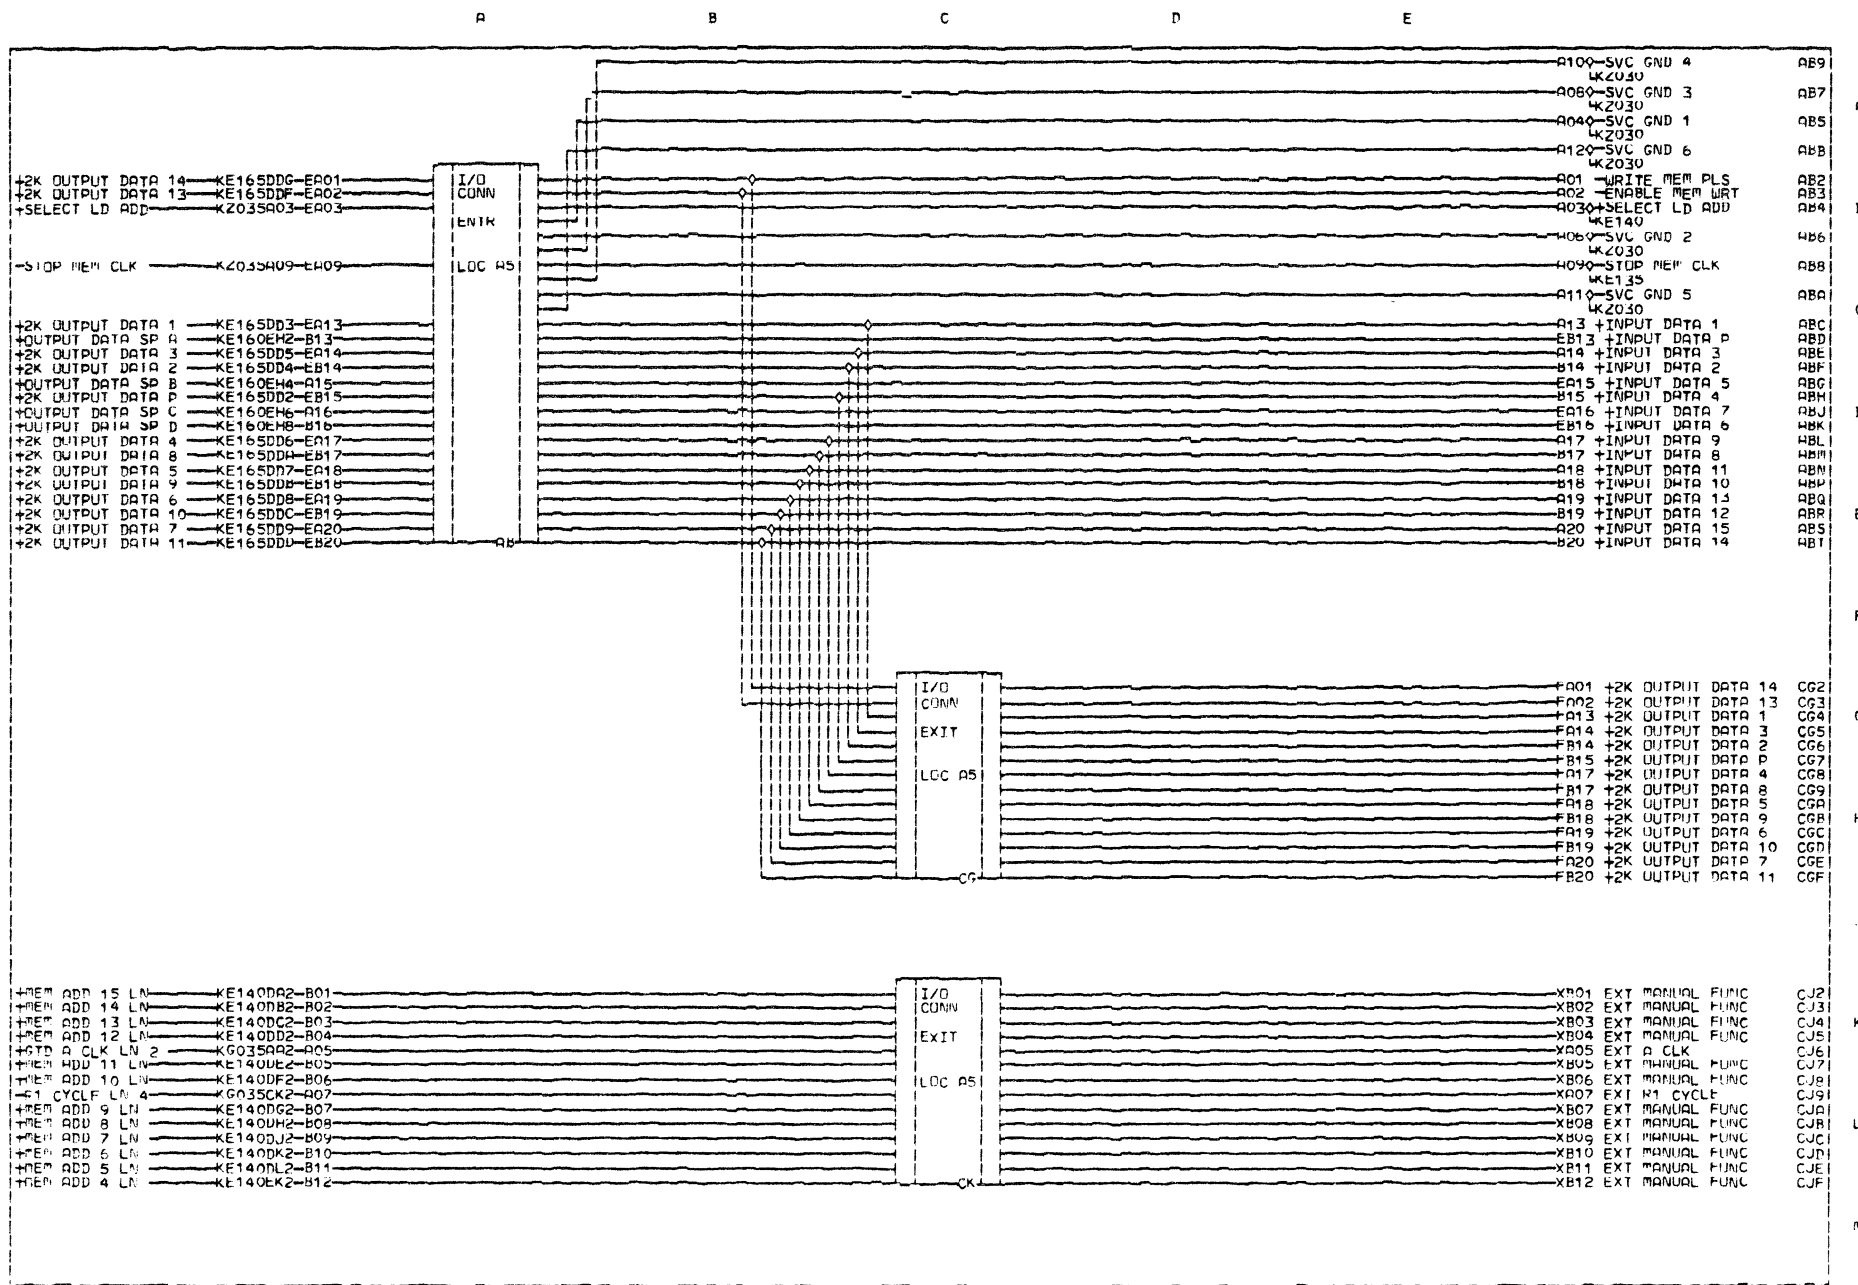 A B C D E
A10 SVC GND 4 AB9
KZ030
A08 SVC GND 3 AB7
KZ030
A04 SVC GND 1 AB5
KZ030
A12 SVC GND 6 ABB
KZ030
+2K OUTPUT DATA 14 KE165DDG-EA01 I/O A01 -WRITE MEM PLS AB2
+2K OUTPUT DATA 13 KE165DDF-EA02 CONN A02 -ENABLE MEM WRT AB3
+SELECT LD ADD KZ035A03-EA03 A03 +SELECT LD ADD AB4
ENTR KE140
A06 SVC GND 2 AB6
KZ030
-STOP MEM CLK KZ035A09-EA09 LOC A5 A09 -STOP MEM CLK AB8
KE135
A11 SVC GND 5 ABA
KZ030
+2K OUTPUT DATA 1 KE165DD3-EA13 A13 +INPUT DATA 1 ABC
+OUTPUT DATA SP A KE160EH2-B13 EB13 +INPUT DATA P ABD
+2K OUTPUT DATA 3 KE165DD5-EA14 A14 +INPUT DATA 3 ABE
+2K OUTPUT DATA 2 KE165DD4-EB14 B14 +INPUT DATA 2 ABF
+OUTPUT DATA SP B KE160EH4-A15 EA15 +INPUT DATA 5 ABG
+2K OUTPUT DATA P KE165DD2-EB15 B15 +INPUT DATA 4 ABH
+OUTPUT DATA SP C KE160EH6-A16 EA16 +INPUT DATA 7 ABJ
+OUTPUT DATA SP D KE160EH8-B16 EB16 +INPUT DATA 6 ABK
+2K OUTPUT DATA 4 KE165DD6-EA17 A17 +INPUT DATA 9 ABL
+2K OUTPUT DATA 8 KE165DDA-EB17 B17 +INPUT DATA 8 ABM
+2K OUTPUT DATA 5 KE165DD7-EA18 A18 +INPUT DATA 11 ABN
+2K OUTPUT DATA 9 KE165DDB-EB18 B18 +INPUT DATA 10 ABP
+2K OUTPUT DATA 6 KE165DD8-EA19 A19 +INPUT DATA 13 ABQ
+2K OUTPUT DATA 10 KE165DDC-EB19 B19 +INPUT DATA 12 ABR
+2K OUTPUT DATA 7 KE165DD9-EA20 A20 +INPUT DATA 15 ABS
+2K OUTPUT DATA 11 KE165DDD-EB20 AB B20 +INPUT DATA 14 ABT
I/O EA01 +2K OUTPUT DATA 14 CG2
CONN EA02 +2K OUTPUT DATA 13 CG3
EA13 +2K OUTPUT DATA 1 CG4
EXIT EA14 +2K OUTPUT DATA 3 CG5
EB14 +2K OUTPUT DATA 2 CG6
EB15 +2K OUTPUT DATA P CG7
LOC A5 EA17 +2K OUTPUT DATA 4 CG8
EB17 +2K OUTPUT DATA 8 CG9
EA18 +2K OUTPUT DATA 5 CGA
EB18 +2K OUTPUT DATA 9 CGB
EA19 +2K OUTPUT DATA 6 CGC
EB19 +2K OUTPUT DATA 10 CGD
EA20 +2K OUTPUT DATA 7 CGE
CG EB20 +2K OUTPUT DATA 11 CGF
+MEM ADD 15 LN KE140DA2-B01 I/O XB01 EXT MANUAL FUNC CJ2
+MEM ADD 14 LN KE140DB2-B02 CONN XB02 EXT MANUAL FUNC CJ3
+MEM ADD 13 LN KE140DC2-B03 XB03 EXT MANUAL FUNC CJ4
+MEM ADD 12 LN KE140DD2-B04 EXIT XB04 EXT MANUAL FUNC CJ5
+GTD A CLK LN 2 KG035AA2-A05 XA05 EXT A CLK CJ6
+MEM ADD 11 LN KE140DE2-B05 XB05 EXT MANUAL FUNC CJ7
+MEM ADD 10 LN KE140DF2-B06 LOC A5 XB06 EXT MANUAL FUNC CJ8
CYCLE LN 4 KG035CK2-A07 XA07 EXT CYCLE CJ9
+MEM ADD 9 LN KE140DG2-B07 XB07 EXT MANUAL FUNC CJA
+MEM ADD 8 LN KE140DH2-B08 XB08 EXT MANUAL FUNC CJB
+MEM ADD 7 LN KE140DJ2-B09 XB09 EXT MANUAL FUNC CJC
+MEM ADD 6 LN KE140DK2-B10 XB10 EXT MANUAL FUNC CJD
+MEM ADD 5 LN KE140DL2-B11 XB11 EXT MANUAL FUNC CJE
+MEM ADD 4 LN KE140EK2-B12 CK XB12 EXT MANUAL FUNC CJF